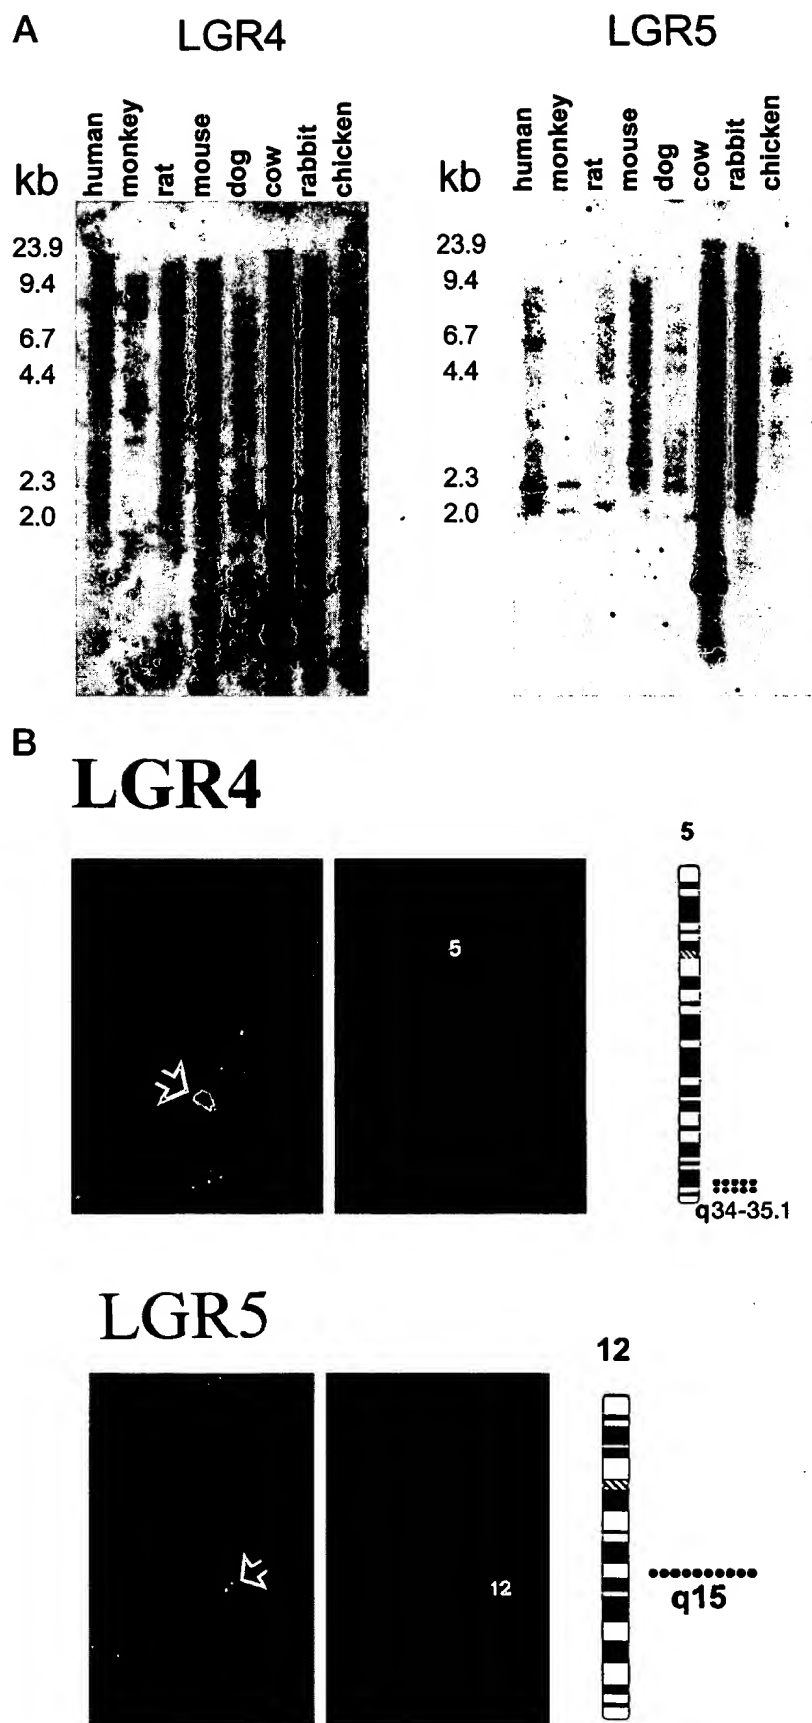 A
LGR4
LGR5
kb
human
monkey
rat
mouse
dog
cow
rabbit
chicken
23.9
9.4
6.7
4.4
2.3
2.0
kb
human
monkey
rat
mouse
dog
cow
rabbit
chicken
23.9
9.4
6.7
4.4
2.3
2.0
B
LGR4
5
5
q34-35.1
LGR5
12
12
q15